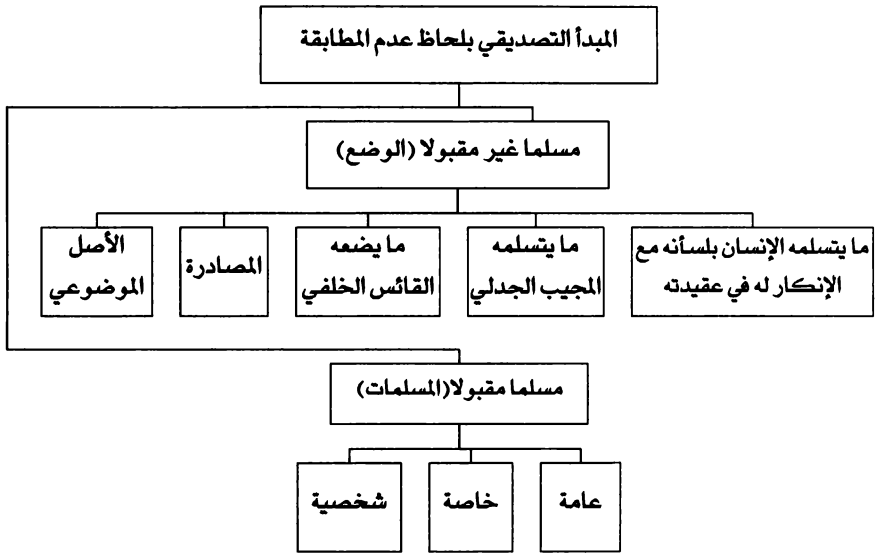 المبدأ التصديقي بلحاظ عدم المطابقة
مسلما غير مقبولا (الوضع)
ما يتسلمه الإنسان بلسأنه مع
الإنكار له في عقيدته
ما يتسلمه
المجيب الجدلي
ما يضعه
القائس الخلفي
المصادرة
الأصل
الموضوعي
مسلما مقبولا(المسلمات)
عامة
خاصة
شخصية